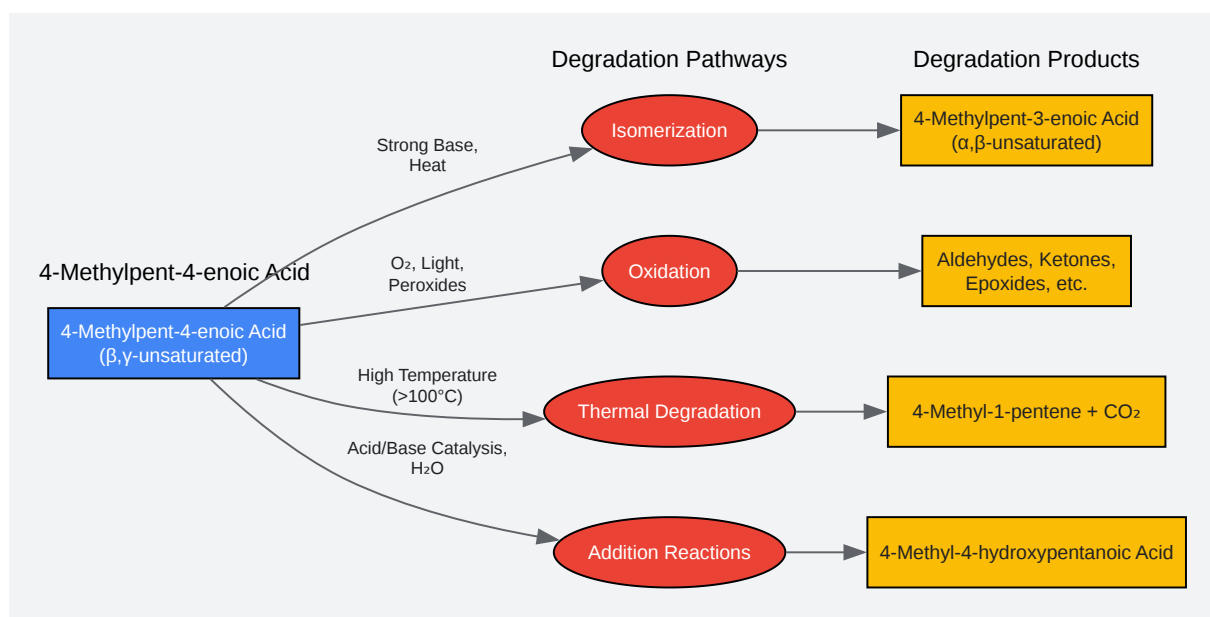 Degradation Pathways
Degradation Products
Isomerization
4-Methylpent-3-enoic Acid
(α,β-unsaturated)
Strong Base,
Heat
4-Methylpent-4-enoic Acid
O₂, Light,
Peroxides
Oxidation
Aldehydes, Ketones,
Epoxides, etc.
4-Methylpent-4-enoic Acid
(β,γ-unsaturated)
High Temperature
(>100°C)
Thermal Degradation
4-Methyl-1-pentene + CO₂
Acid/Base Catalysis,
H₂O
Addition Reactions
4-Methyl-4-hydroxypentanoic Acid